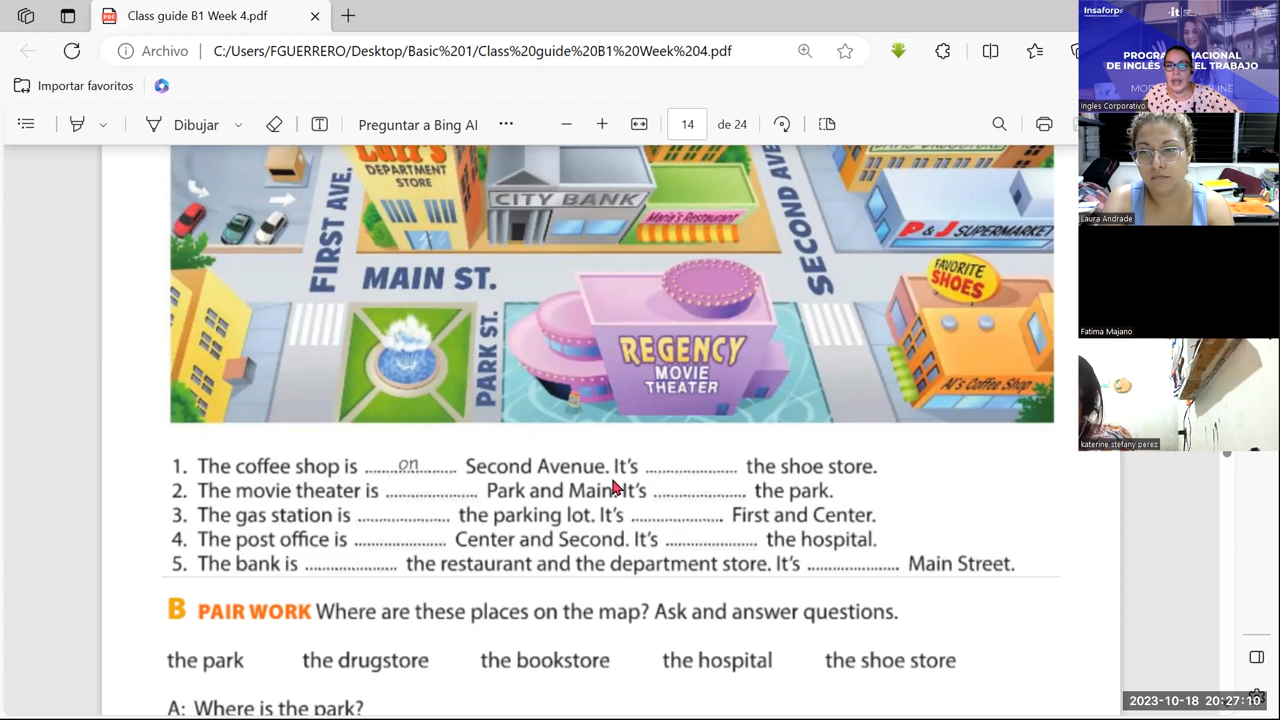 Class guide B1 Week 4.pdf
Archivo
C:/Users/FGUERRERO/Desktop/Basic%201/Class%20guide%20B1%20Week%204.pdf
Importar favoritos
Dibujar
Preguntar a Bing AI
14
de 24
DEPARTMENT
STORE
CITY BANK
Maria's Restaurant
P & J SUPERMARKET
FIRST AVE.
SECOND AVE
MAIN ST.
PARK ST.
REGENCY
MOVIE
THEATER
FAVORITE
SHOES
Al's Coffee Shop
1. The coffee shop is ....on.... Second Avenue. It's .................... the shoe store.
2. The movie theater is .................... Park and Main. It's .................... the park.
3. The gas station is .................... the parking lot. It's .................... First and Center.
4. The post office is .................... Center and Second. It's .................... the hospital.
5. The bank is .................... the restaurant and the department store. It's .................... Main Street.
B PAIR WORK Where are these places on the map? Ask and answer questions.
the park the drugstore the bookstore the hospital the shoe store
A: Where is the park?
Insaforp
it
Ingles Corporativo
Laura Andrade
Fatima Majano
katerine stefany perez
2023-10-18 20:27:10